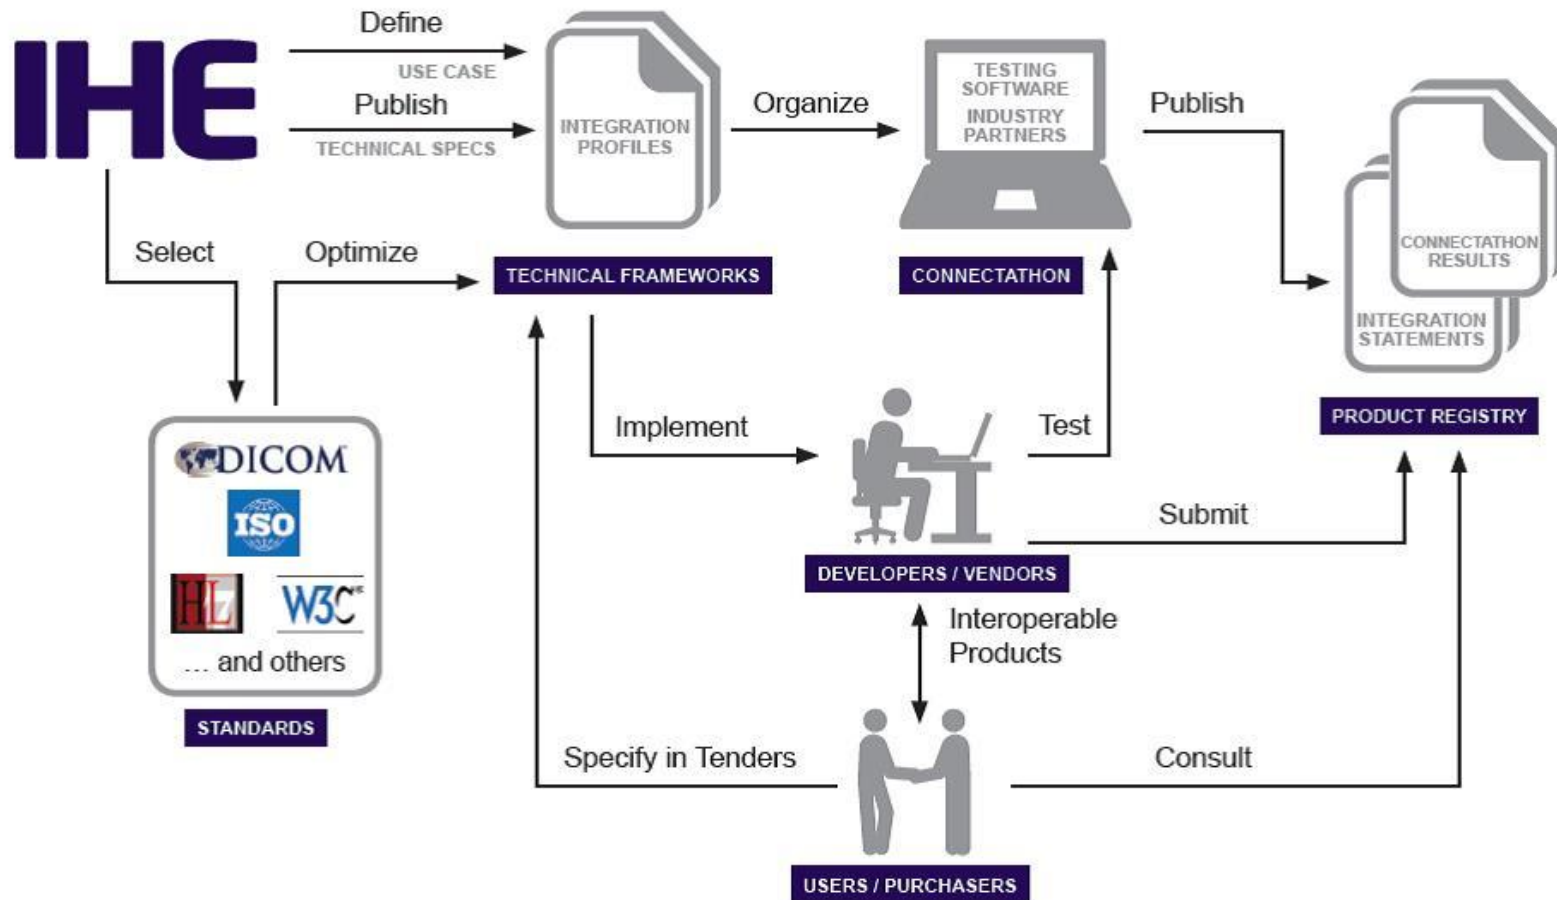 IHE
Define
USE CASE
Publish
TECHNICAL SPECS
INTEGRATION
PROFILES
TECHNICAL FRAMEWORKS
Organize
TESTING
SOFTWARE
INDUSTRY
PARTNERS
CONNECTATHON
Publish
CONNECTATHON
RESULTS
INTEGRATION
STATEMENTS
PRODUCT REGISTRY
Select
Optimize
DICOM
ISO
HL7
W3C
... and others
STANDARDS
Implement
Test
Submit
DEVELOPERS / VENDORS
Interoperable
Products
Specify in Tenders
Consult
USERS / PURCHASERS